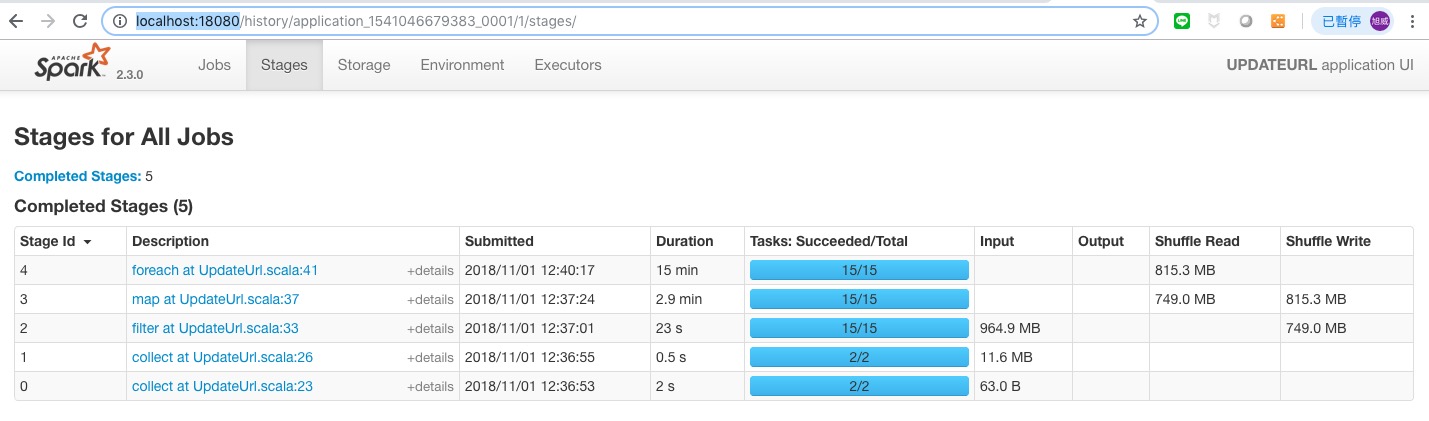 localhost:18080/history/application_1541046679383_0001/1/stages/ 已暫停 旭威
APACHE Spark 2.3.0 Jobs Stages Storage Environment Executors UPDATEURL application UI
Stages for All Jobs
Completed Stages: 5
Completed Stages (5)
Stage Id Description Submitted Duration Tasks: Succeeded/Total Input Output Shuffle Read Shuffle Write
4 foreach at UpdateUrl.scala:41 +details 2018/11/01 12:40:17 15 min 15/15 815.3 MB
3 map at UpdateUrl.scala:37 +details 2018/11/01 12:37:24 2.9 min 15/15 749.0 MB 815.3 MB
2 filter at UpdateUrl.scala:33 +details 2018/11/01 12:37:01 23 s 15/15 964.9 MB 749.0 MB
1 collect at UpdateUrl.scala:26 +details 2018/11/01 12:36:55 0.5 s 2/2 11.6 MB
0 collect at UpdateUrl.scala:23 +details 2018/11/01 12:36:53 2 s 2/2 63.0 B